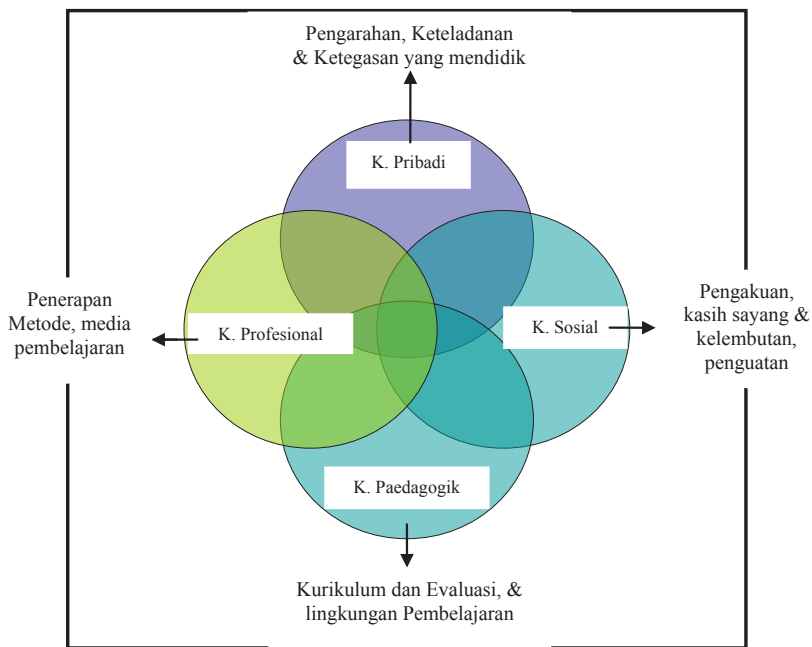 Pengarahan, Keteladanan
& Ketegasan yang mendidik
K. Pribadi
Penerapan
Metode, media
pembelajaran
K. Profesional
K. Sosial
Pengakuan,
kasih sayang &
kelembutan,
penguatan
K. Paedagogik
Kurikulum dan Evaluasi, &
lingkungan Pembelajaran